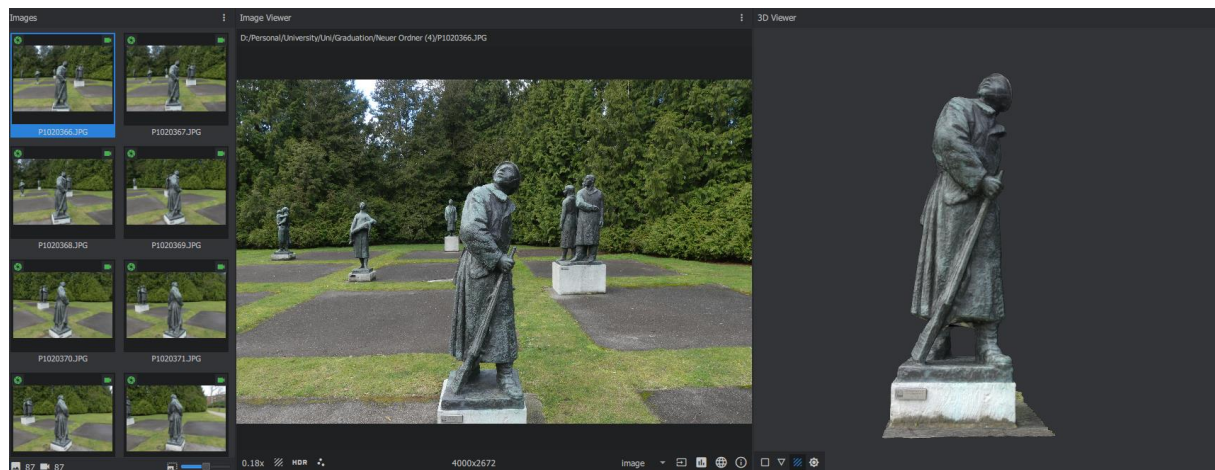 Images
Image Viewer
3D Viewer
D:/Personal/University/Uni/Graduation/Neuer Ordner (4)/P1020366.JPG
P1020366.JPG
P1020367.JPG
P1020368.JPG
P1020369.JPG
P1020370.JPG
P1020371.JPG
87 87
0.18x HDR 4000x2672 Image